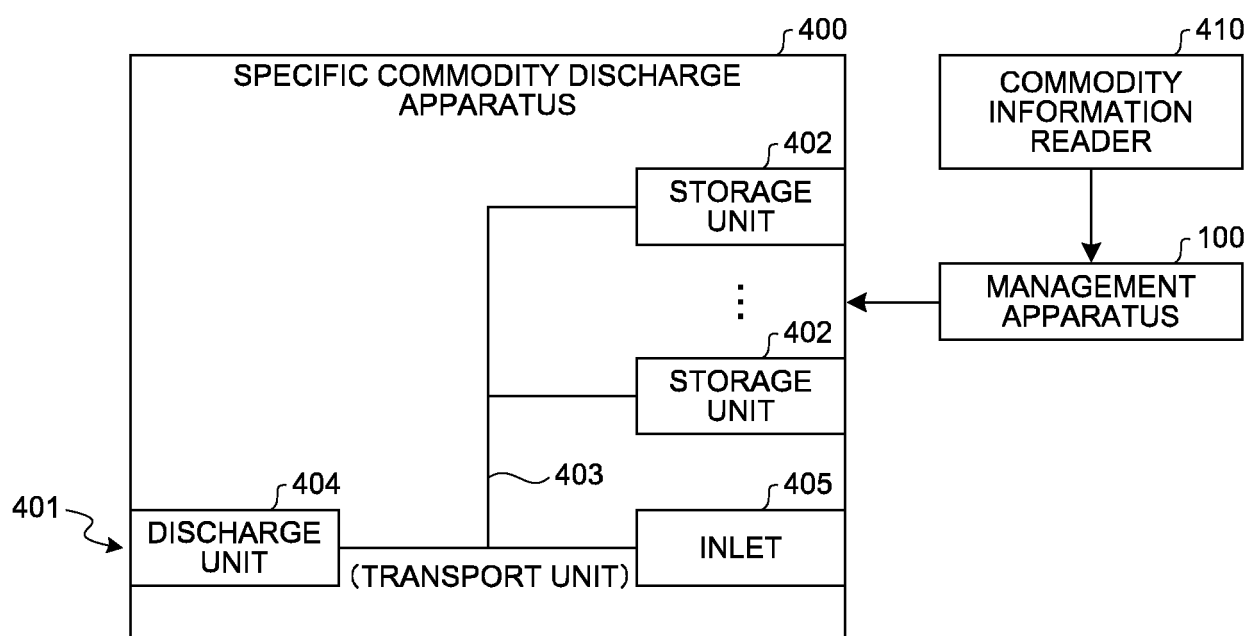 400
SPECIFIC COMMODITY DISCHARGE
APPARATUS
410
COMMODITY
INFORMATION
READER
402
STORAGE
UNIT
100
MANAGEMENT
APPARATUS
402
STORAGE
UNIT
403
401
404
DISCHARGE
UNIT
405
INLET
(TRANSPORT UNIT)